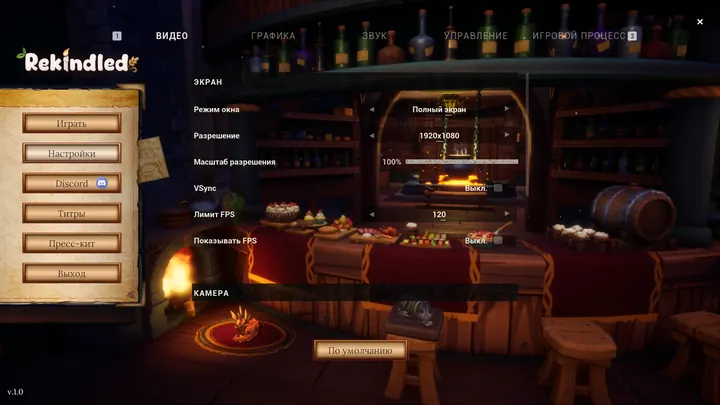 1 ВИДЕО ГРАФИКА ЗВУК УПРАВЛЕНИЕ ИГРОВОЙ ПРОЦЕСС 2
Rekindled
Играть
Настройки
Discord
Титры
Пресс-кит
Выход
ЭКРАН
Режим окна Полный экран
Разрешение 1920x1080
Масштаб разрешения 100%
VSync Выкл.
Лимит FPS 120
Показывать FPS Выкл.
КАМЕРА
По умолчанию
v.1.0